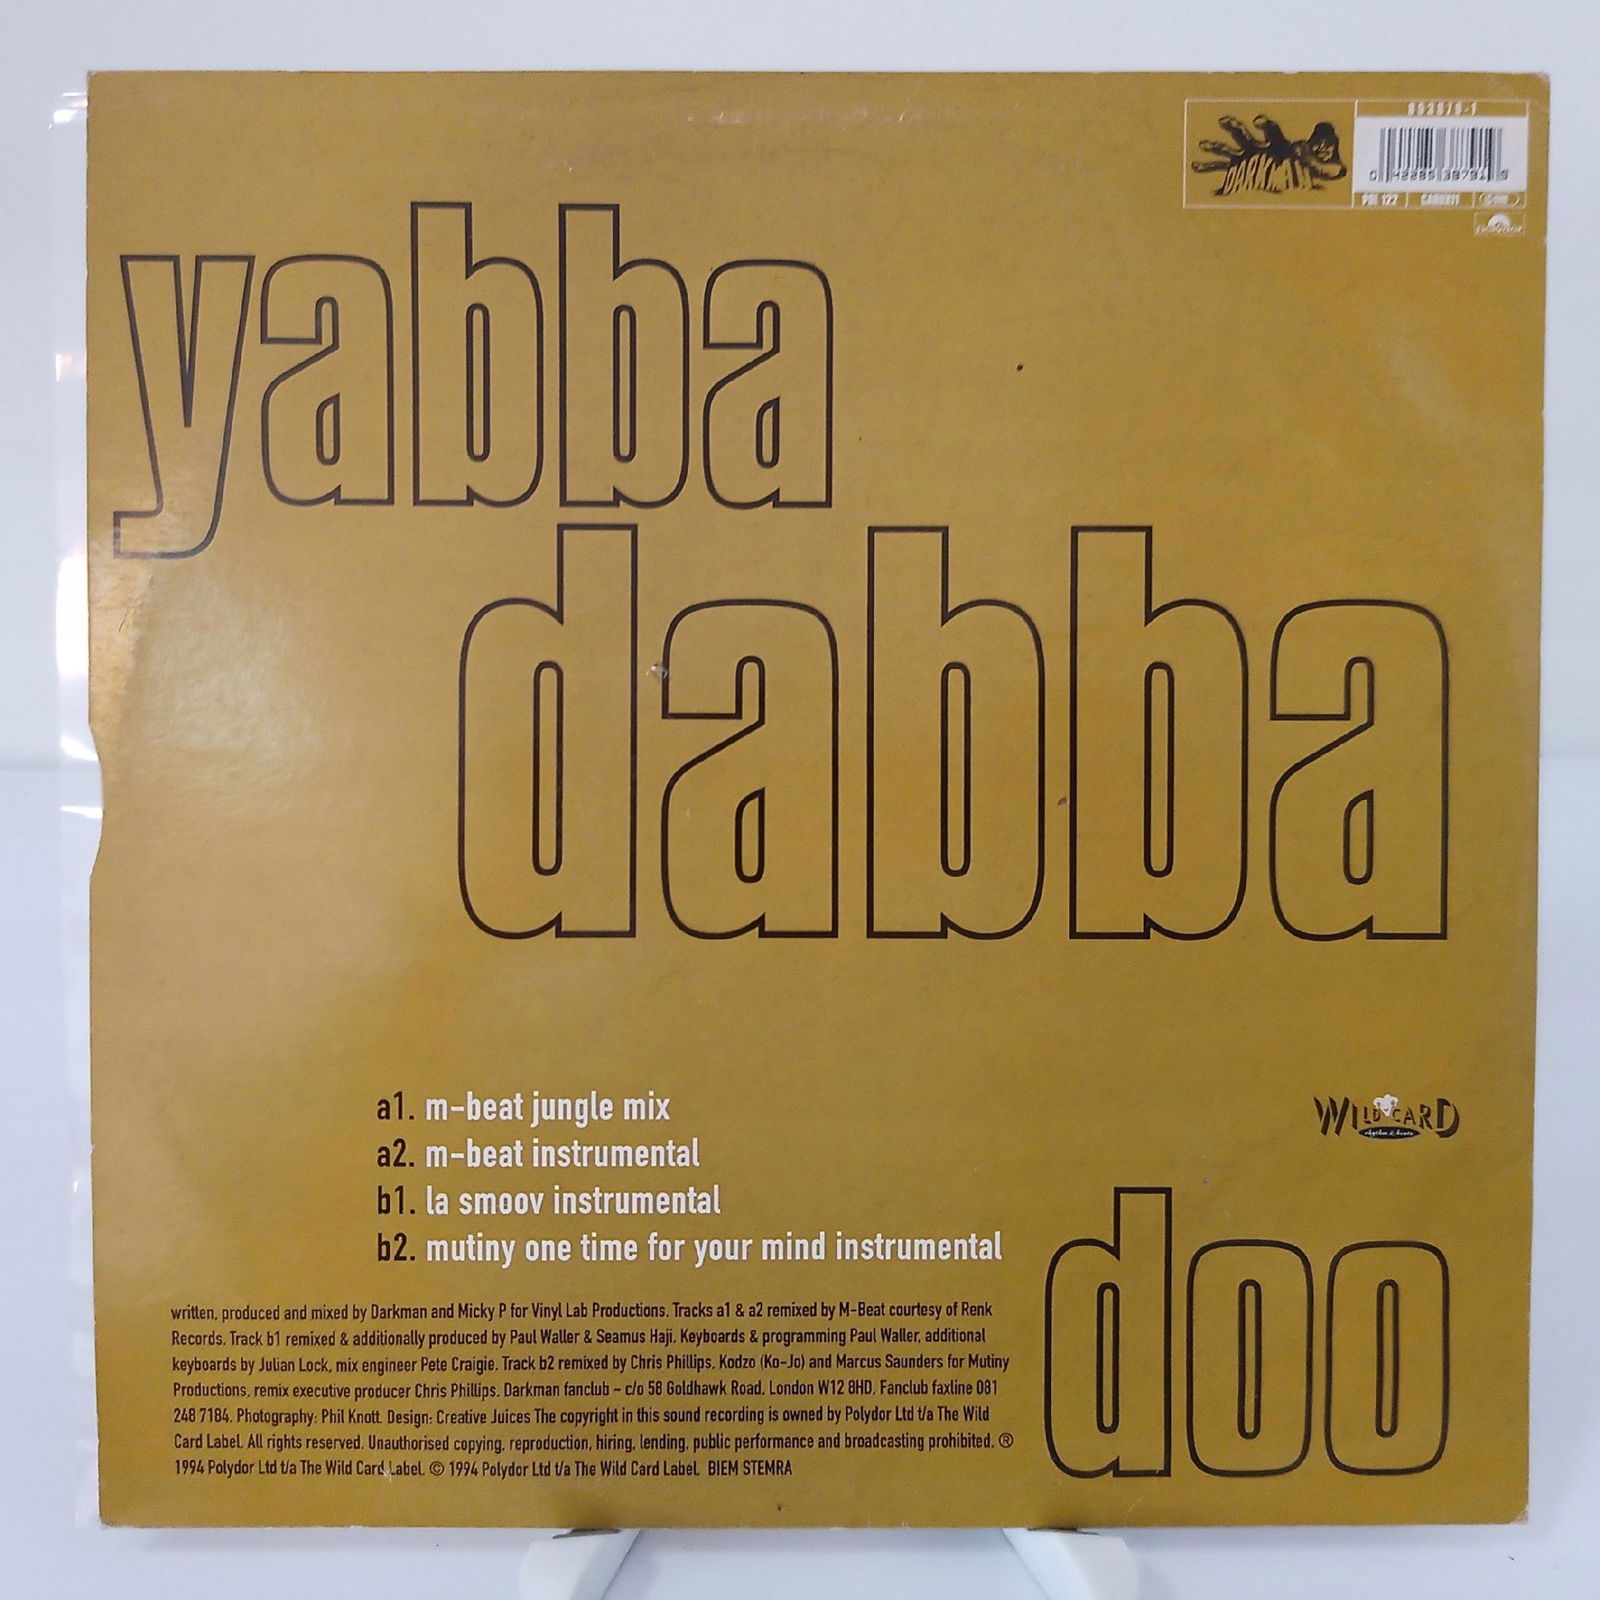 DARKMAN
853879-1
POL 122
yabba
dabba
a1. m-beat jungle mix
a2. m-beat instrumental
b1. la smoov instrumental
b2. mutiny one time for your mind instrumental
WILD CARD
rhythm & beats
doo
written, produced and mixed by Darkman and Micky P for Vinyl Lab Productions. Tracks a1 & a2 remixed by M-Beat courtesy of Renk
Records. Track b1 remixed & additionally produced by Paul Waller & Seamus Haji. Keyboards & programming Paul Waller, additional
keyboards by Julian Lock, mix engineer Pete Craigie. Track b2 remixed by Chris Phillips, Kodzo (Ko-Jo) and Marcus Saunders for Mutiny
Productions, remix executive producer Chris Phillips. Darkman fanclub - c/o 58 Goldhawk Road, London W12 8HD. Fanclub faxline 081
248 7184. Photography: Phil Knott. Design: Creative Juices The copyright in this sound recording is owned by Polydor Ltd t/a The Wild
Card Label. All rights reserved. Unauthorised copying, reproduction, hiring, lending, public performance and broadcasting prohibited. ®
1994 Polydor Ltd t/a The Wild Card Label. © 1994 Polydor Ltd t/a The Wild Card Label. BIEM STEMRA